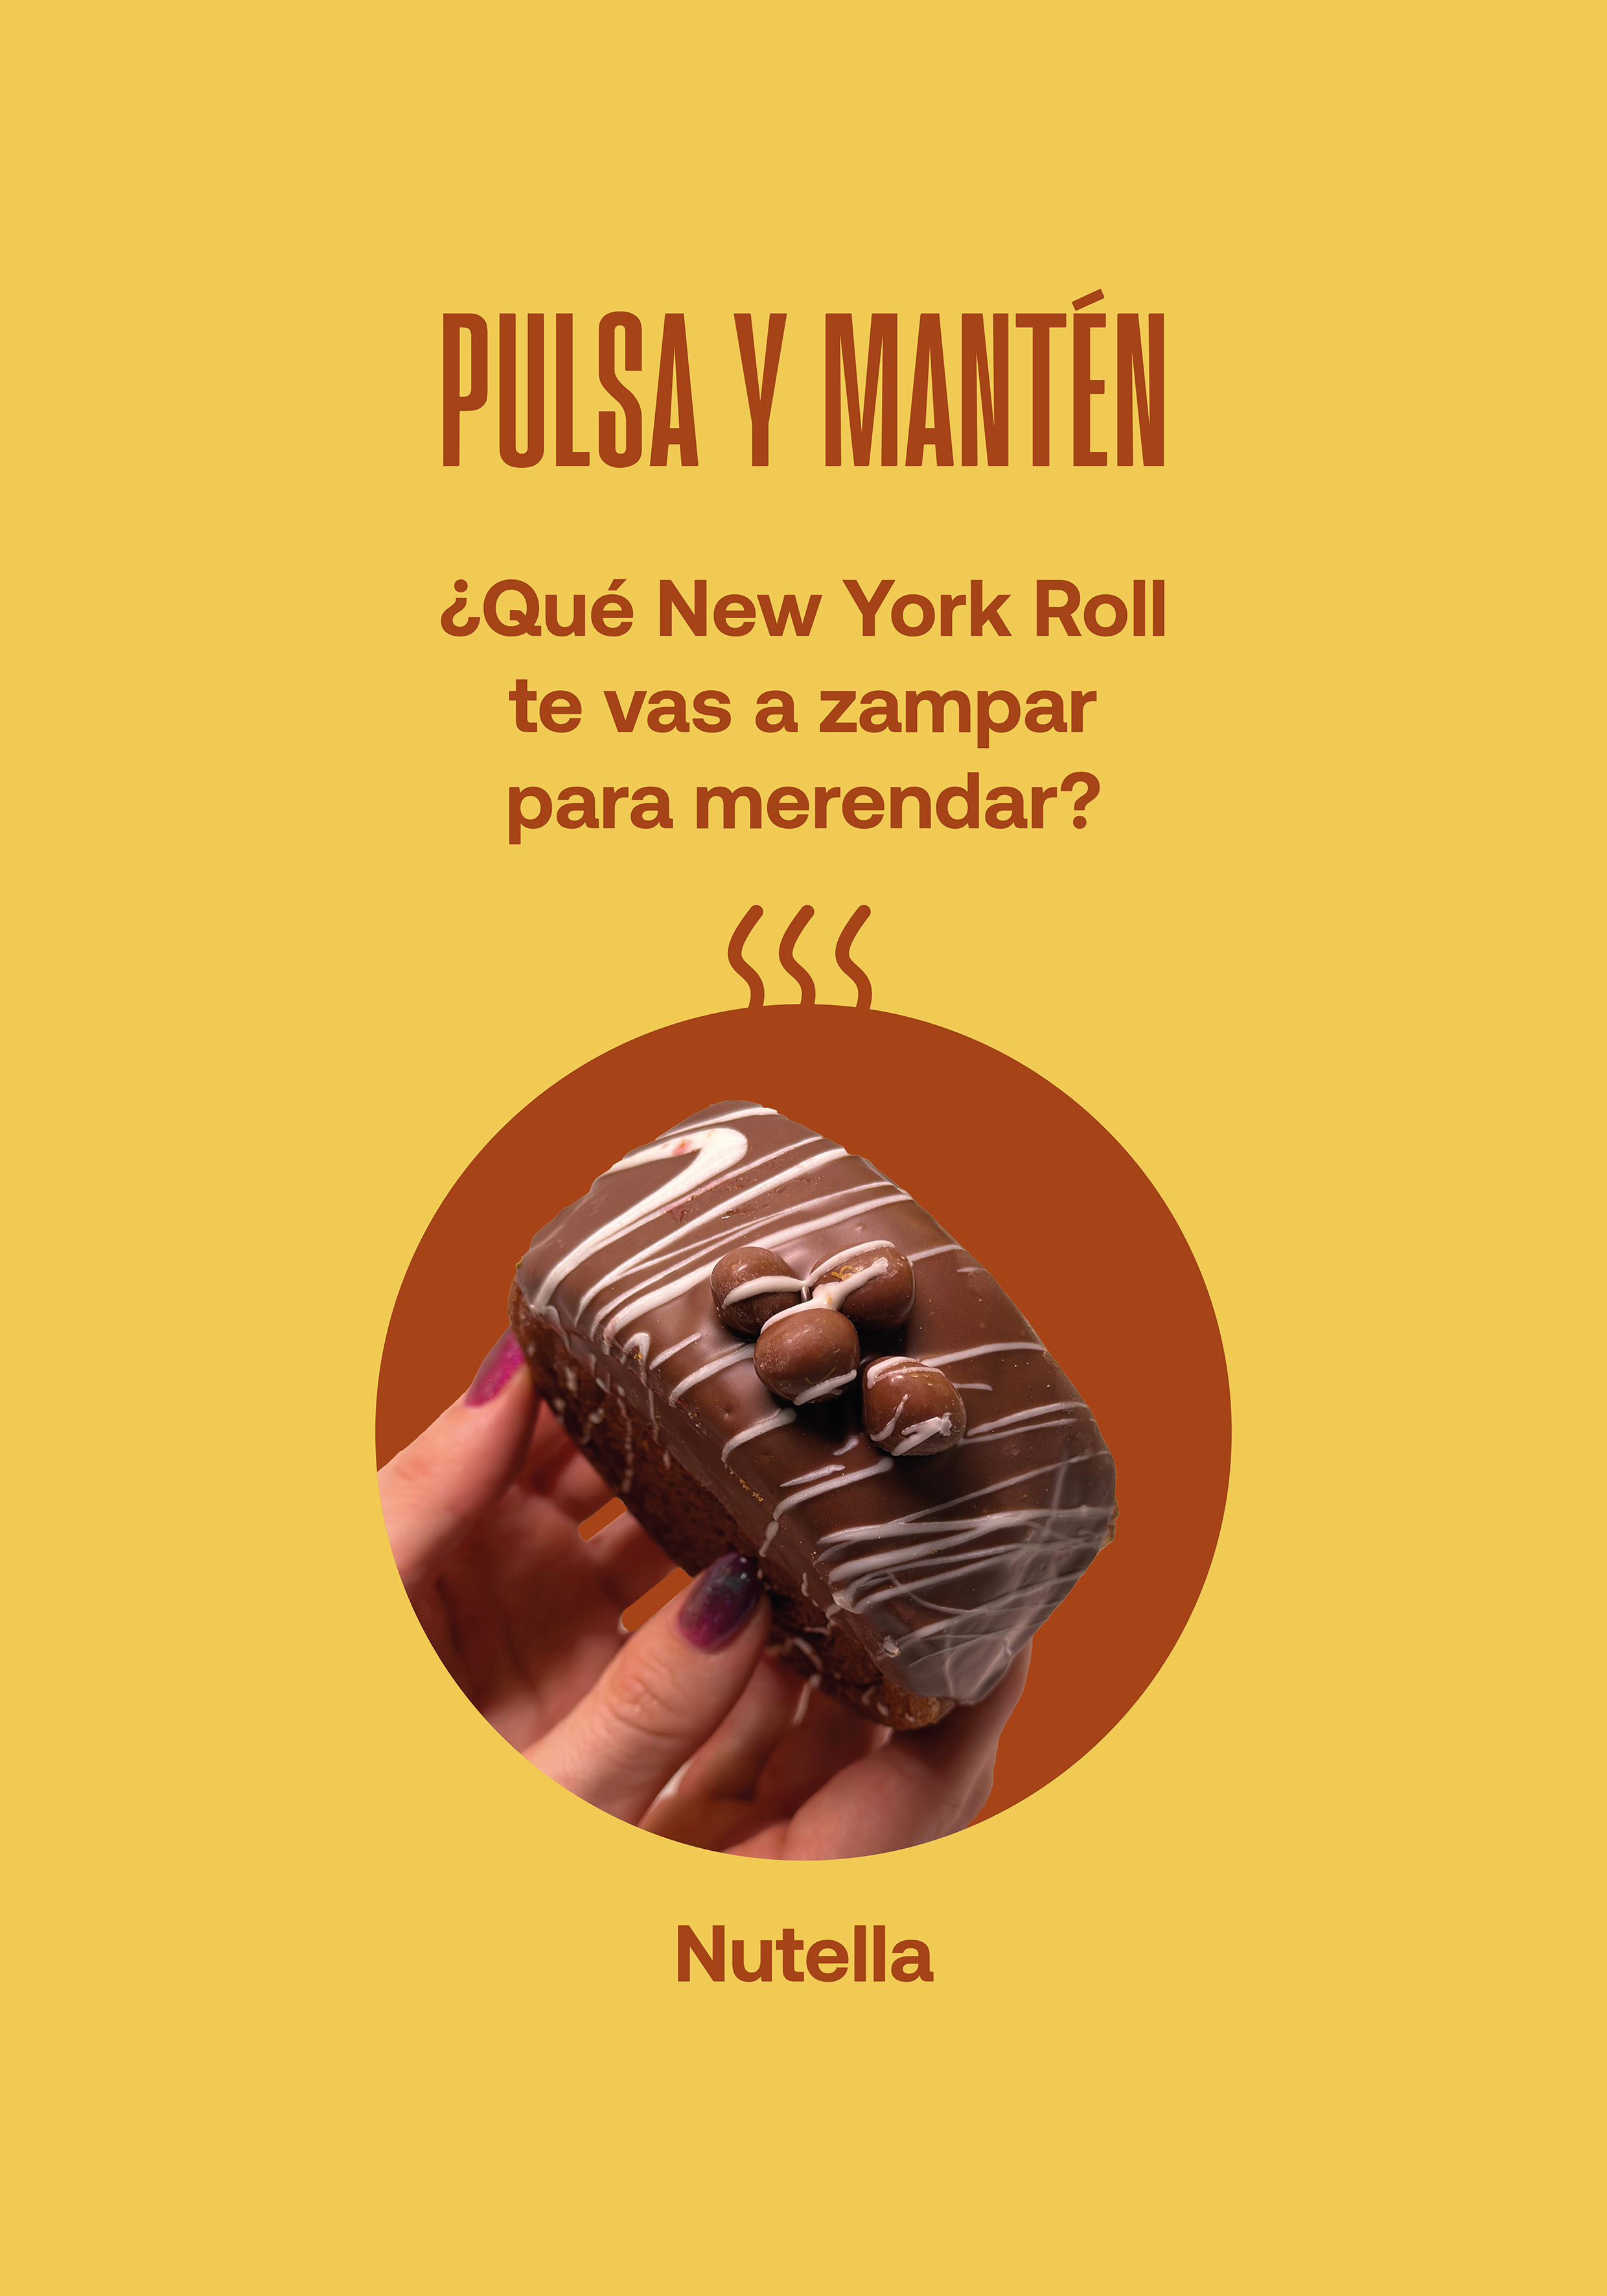 PULSA Y MANTÉN
¿Qué New York Roll
te vas a zampar
para merendar?
Nutella